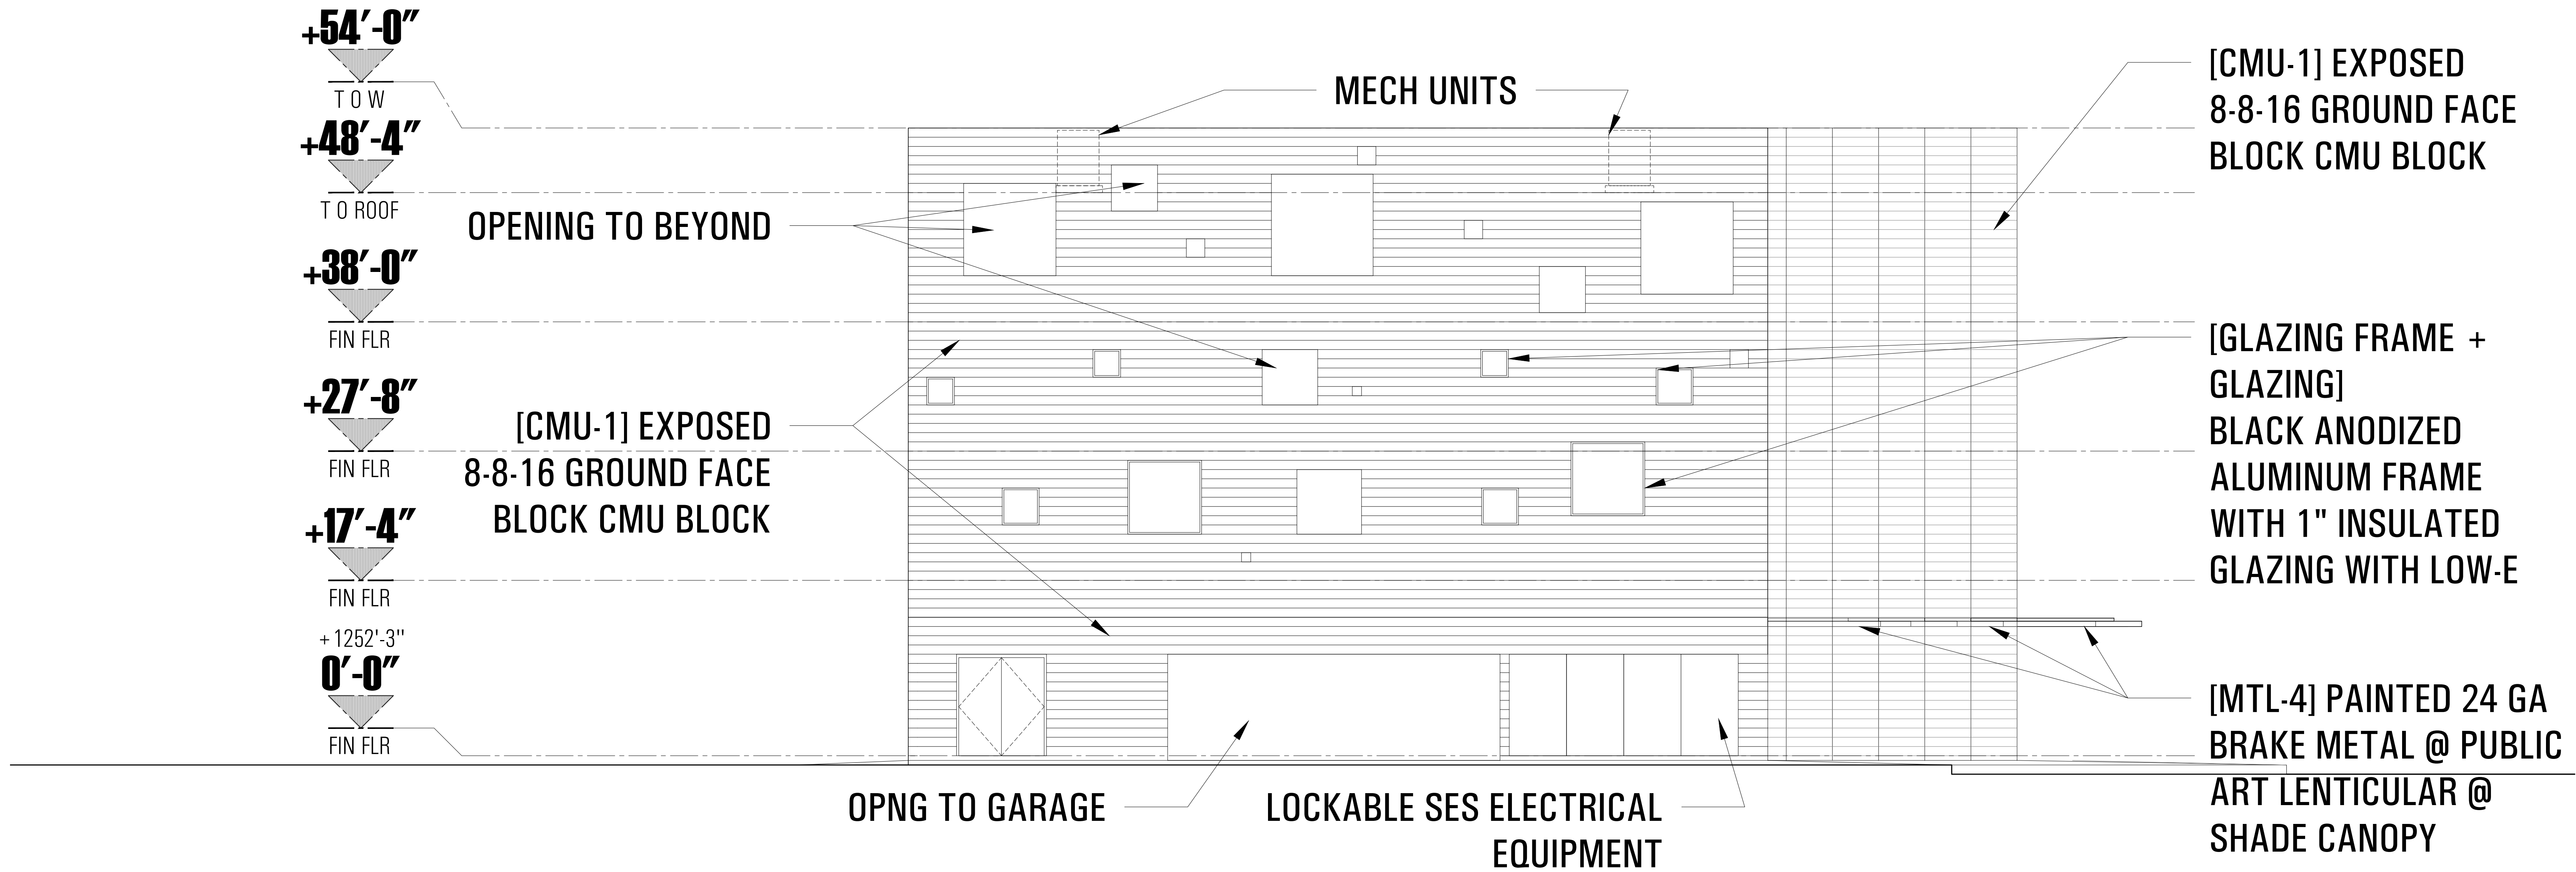 +54'-0"
T O W
+48'-4"
T O ROOF
+38'-0"
FIN FLR
+27'-8"
FIN FLR
+17'-4"
FIN FLR
+ 1252'-3"
0'-0"
FIN FLR
MECH UNITS
OPENING TO BEYOND
[CMU-1] EXPOSED
8-8-16 GROUND FACE
BLOCK CMU BLOCK
OPNG TO GARAGE
LOCKABLE SES ELECTRICAL
EQUIPMENT
[CMU-1] EXPOSED
8-8-16 GROUND FACE
BLOCK CMU BLOCK
[GLAZING FRAME +
GLAZING]
BLACK ANODIZED
ALUMINUM FRAME
WITH 1" INSULATED
GLAZING WITH LOW-E
[MTL-4] PAINTED 24 GA
BRAKE METAL @ PUBLIC
ART LENTICULAR @
SHADE CANOPY